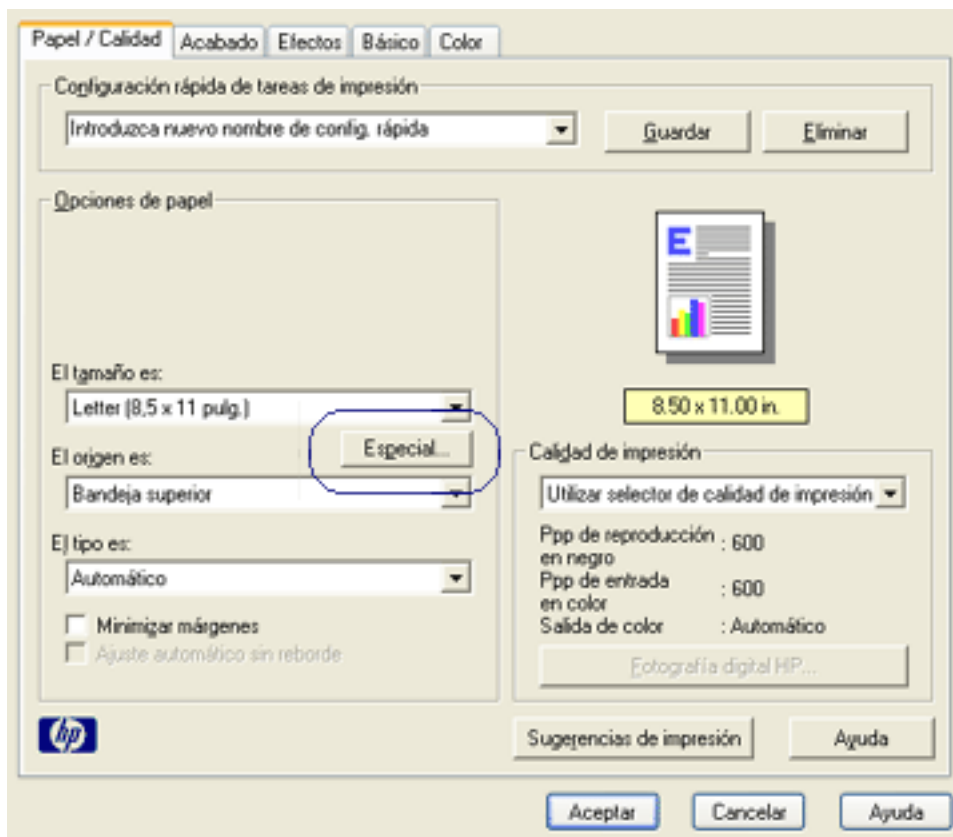 Papel / Calidad Acabado Efectos Básico Color
Configuración rápida de tareas de impresión
Introduzca nuevo nombre de config. rápida
Guardar
Eliminar
Opciones de papel
E
El tamaño es:
Letter (8,5 x 11 pulg.)
8.50 x 11.00 in.
Especial...
El origen es:
Bandeja superior
El tipo es:
Automático
Minimizar márgenes
Ajuste automático sin reborde
Calidad de impresión
Utilizar selector de calidad de impresión
Ppp de reproducción
en negro : 600
Ppp de entrada
en color : 600
Salida de color : Automático
Fotografía digital HP...
hp
Sugerencias de impresión
Ayuda
Aceptar
Cancelar
Ayuda